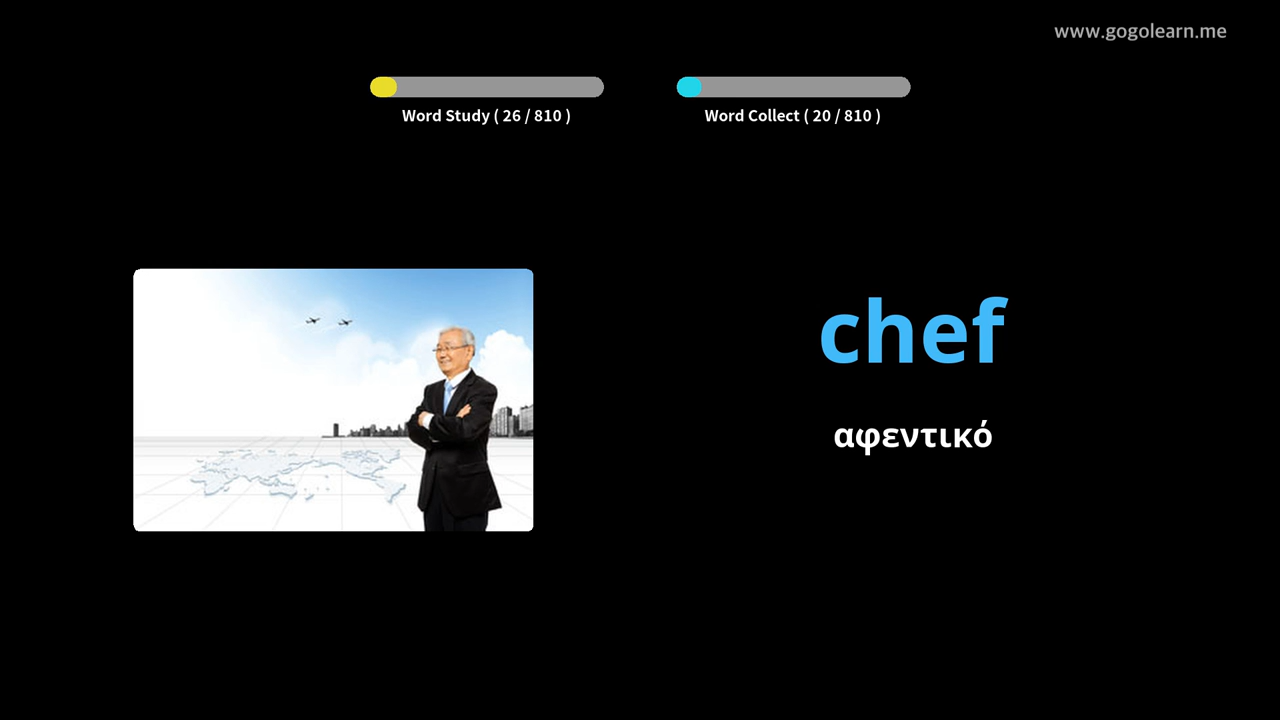 www.gogolearn.me
Word Study ( 26 / 810 )
Word Collect ( 20 / 810 )
chef
αφεντικό